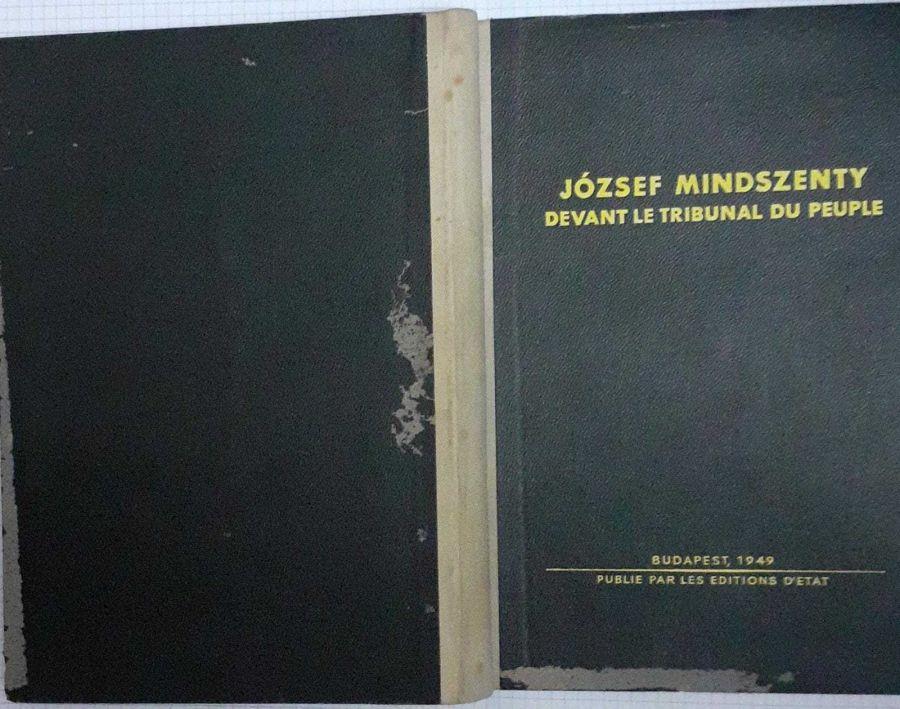 JÓZSEF MINDSZENTY
DEVANT LE TRIBUNAL DU PEUPLE
BUDAPEST, 1949
PUBLIE PAR LES EDITIONS D'ETAT